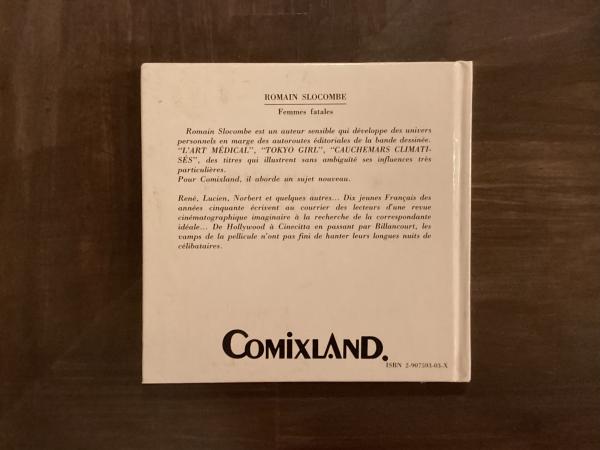 ROMAIN SLOCOMBE
Femmes fatales
Romain Slocombe est un auteur sensible qui développe des univers
personnels en marge des autoroutes éditoriales de la bande dessinée.
"L'ART MÉDICAL", "TOKYO GIRL", "CAUCHEMARS CLIMATI-
SÉS", des titres qui illustrent sans ambiguïté ses influences très
particulières.
Pour Comixland, il aborde un sujet nouveau.
René, Lucien, Norbert et quelques autres... Dix jeunes Français des
années cinquante écrivent au courrier des lecteurs d'une revue
cinématographique imaginaire à la recherche de la correspondante
idéale... De Hollywood à Cinecitta en passant par Billancourt, les
vamps de la pellicule n'ont pas fini de hanter leurs longues nuits de
célibataires.
COMIXLAND.
ISBN 2-907593-03-X